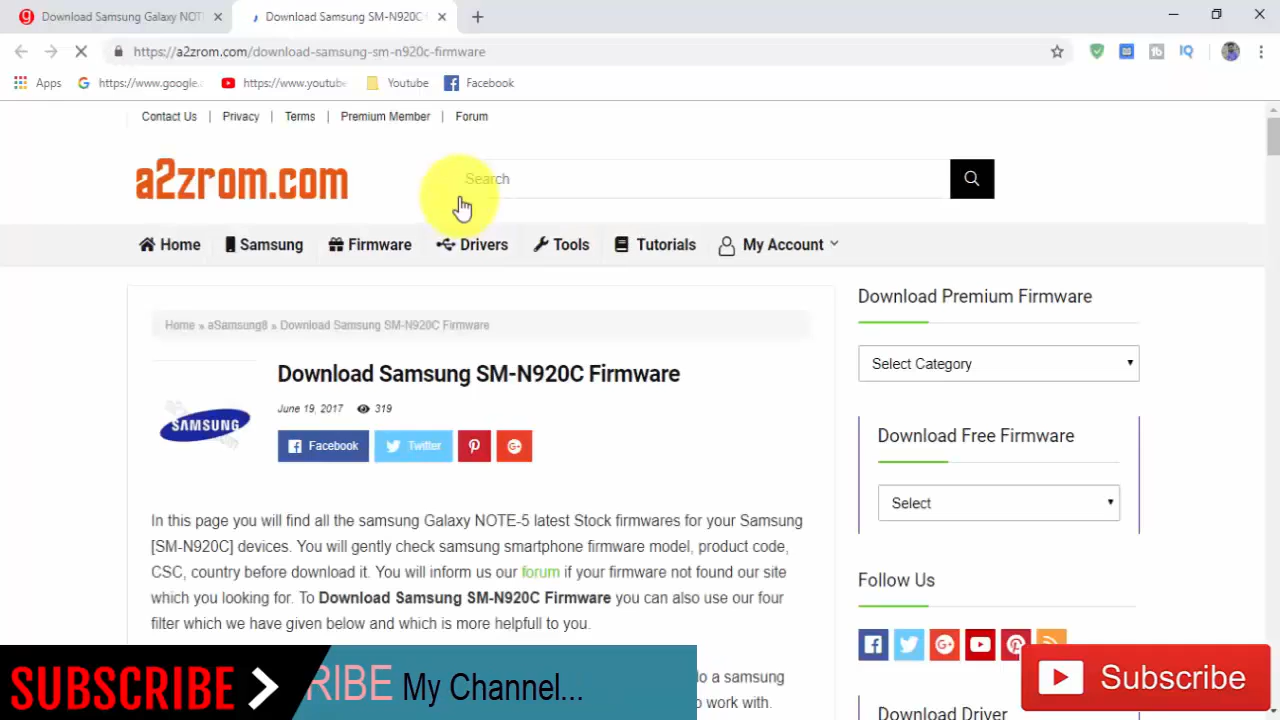 Download Samsung Galaxy NOTE
Download Samsung SM-N920C
https://a2zrom.com/download-samsung-sm-n920c-firmware
Apps
https://www.google.c
https://www.youtube
Youtube
Facebook
Contact Us | Privacy | Terms | Premium Member | Forum
a2zrom.com
Search
Home
Samsung
Firmware
Drivers
Tools
Tutorials
My Account
Home » aSamsung8 » Download Samsung SM-N920C Firmware
SAMSUNG
Download Samsung SM-N920C Firmware
June 19, 2017 319
Facebook
Twitter
In this page you will find all the samsung Galaxy NOTE-5 latest Stock firmwares for your Samsung
[SM-N920C] devices. You will gently check samsung smartphone firmware model, product code,
CSC, country before download it. You will inform us our forum if your firmware not found our site
which you looking for. To Download Samsung SM-N920C Firmware you can also use our four
filter which we have given below and which is more helpfull to you.
o a samsung
o work with.
Download Premium Firmware
Select Category
Download Free Firmware
Select
Follow Us
Download Driver
SUBSCRIBE
RIBE My Channel...
Subscribe